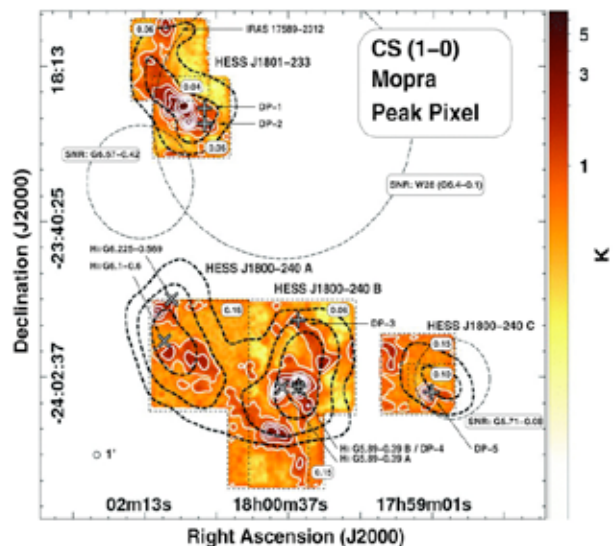 CS (1-0)
Mopra
Peak Pixel
IRAS 17589-2312
HESS J1801-233
DP-1
DP-2
0.06
0.04
0.06
SNR: G6.67-0.42
SNR: W28 (G6.4-0.1)
HII G6.225-0.569
HII G6.1-0.6
HESS J1800-240 A
HESS J1800-240 B
HESS J1800-240 C
0.15
0.06
DP-3
0.15
0.10
SNR: G5.71-0.08
HII G5.89-0.39 B / DP-4
HII G5.89-0.39 A
DP-5
0.15
1'
18:13
-23:40:25
-24:02:37
Declination (J2000)
02m13s
18h00m37s
17h59m01s
Right Ascension (J2000)
5
3
1
K